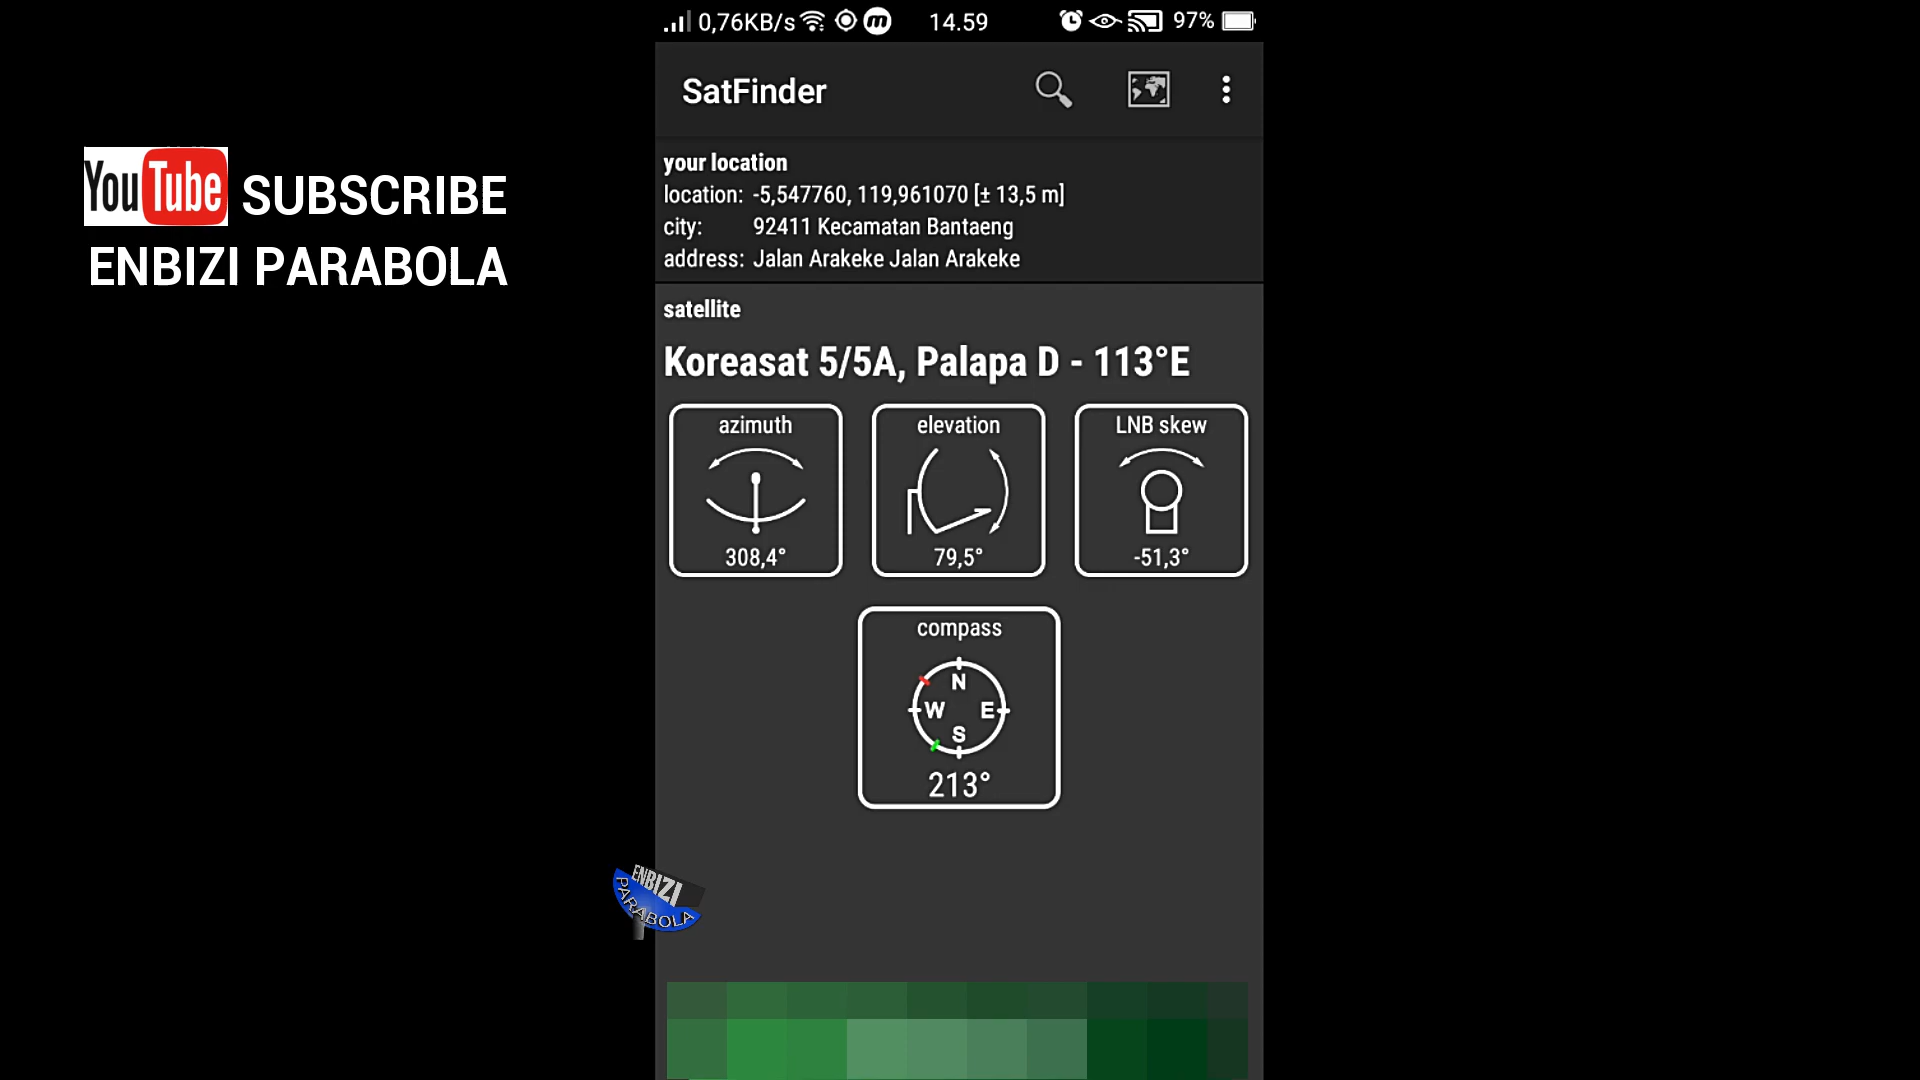 0,76KB/s
14.59
97%
SatFinder
YouTube SUBSCRIBE
ENBIZI PARABOLA
your location
location: -5,547760, 119,961070 [± 13,5 m]
city: 92411 Kecamatan Bantaeng
address: Jalan Arakeke Jalan Arakeke
satellite
Koreasat 5/5A, Palapa D - 113°E
azimuth
308,4°
elevation
79,5°
LNB skew
-51,3°
compass
N
W E
S
213°
ENBIZI
PARABOLA